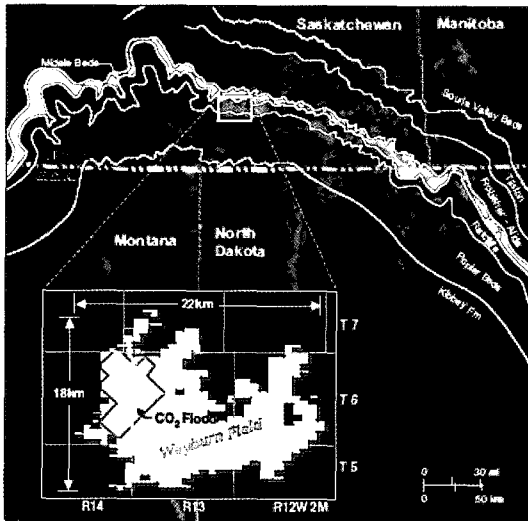 Saskatchewan
Manitoba
Midale Beds
Souris Valley Beds
Tilston
Frobisher - Alida
Ratcliffe
Poplar Beds
Kibbey Fm
Montana
North
Dakota
22km
18km
T 7
T 6
T 5
CO2 Flood
Weyburn Field
R14
R13
R12W 2M
0 30 mi
0 50 km